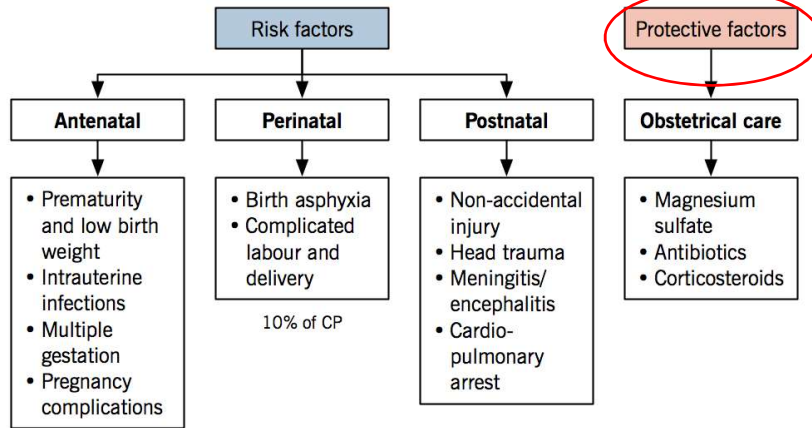 Risk factors
Protective factors
Antenatal
Perinatal
Postnatal
Obstetrical care
• Prematurity
and low birth
weight
• Intrauterine
infections
• Multiple
gestation
• Pregnancy
complications
• Birth asphyxia
• Complicated
labour and
delivery
10% of CP
• Non-accidental
injury
• Head trauma
• Meningitis/
encephalitis
• Cardio-
pulmonary
arrest
• Magnesium
sulfate
• Antibiotics
• Corticosteroids